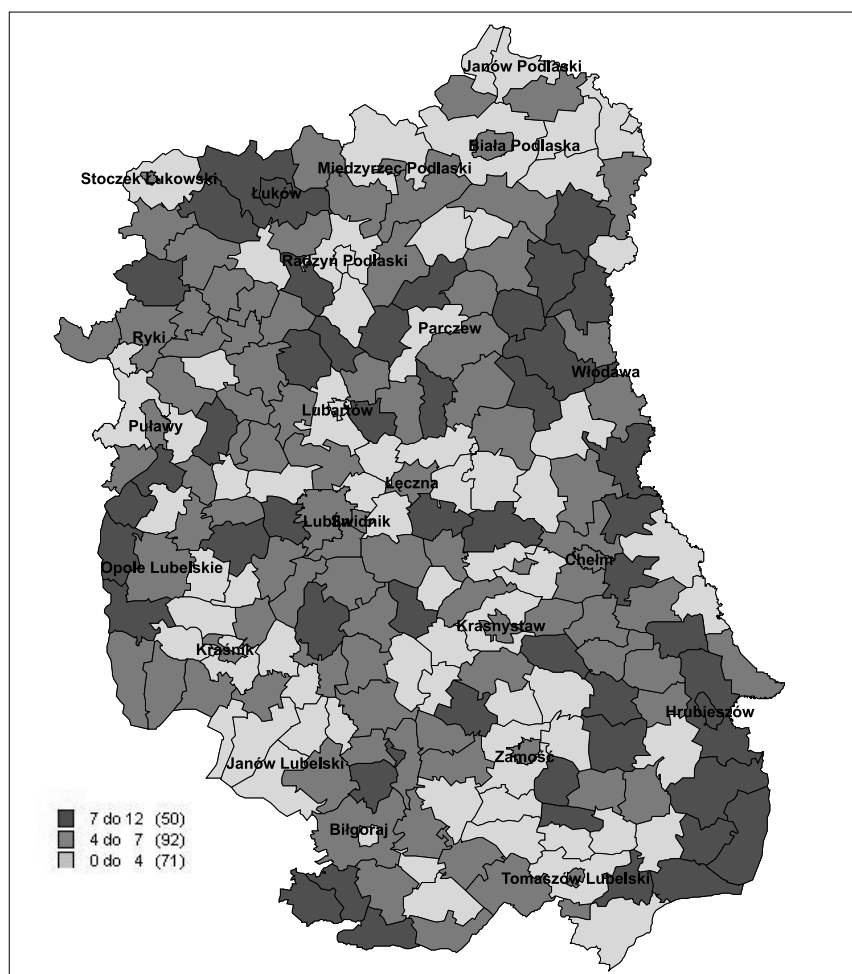 Janów Podlaski
Biała Podlaska
Międzyrzec Podlaski
Stoczek Łukowski
Łuków
Radzyń Podlaski
Parczew
Ryki
Włodawa
Lubartów
Puławy
Łęczna
Lublin
Świdnik
Chełm
Opole Lubelskie
Krasnystaw
Kraśnik
Hrubieszów
Zamość
Janów Lubelski
7 do 12 (50)
4 do 7 (92)
0 do 4 (71)
Biłgoraj
Tomaszów Lubelski